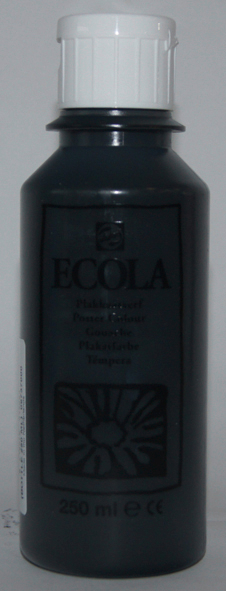 ECOLA
Plakkaatverf
Poster Colour
Gouache
Plakatfarbe
Tempera
250 ml e CE